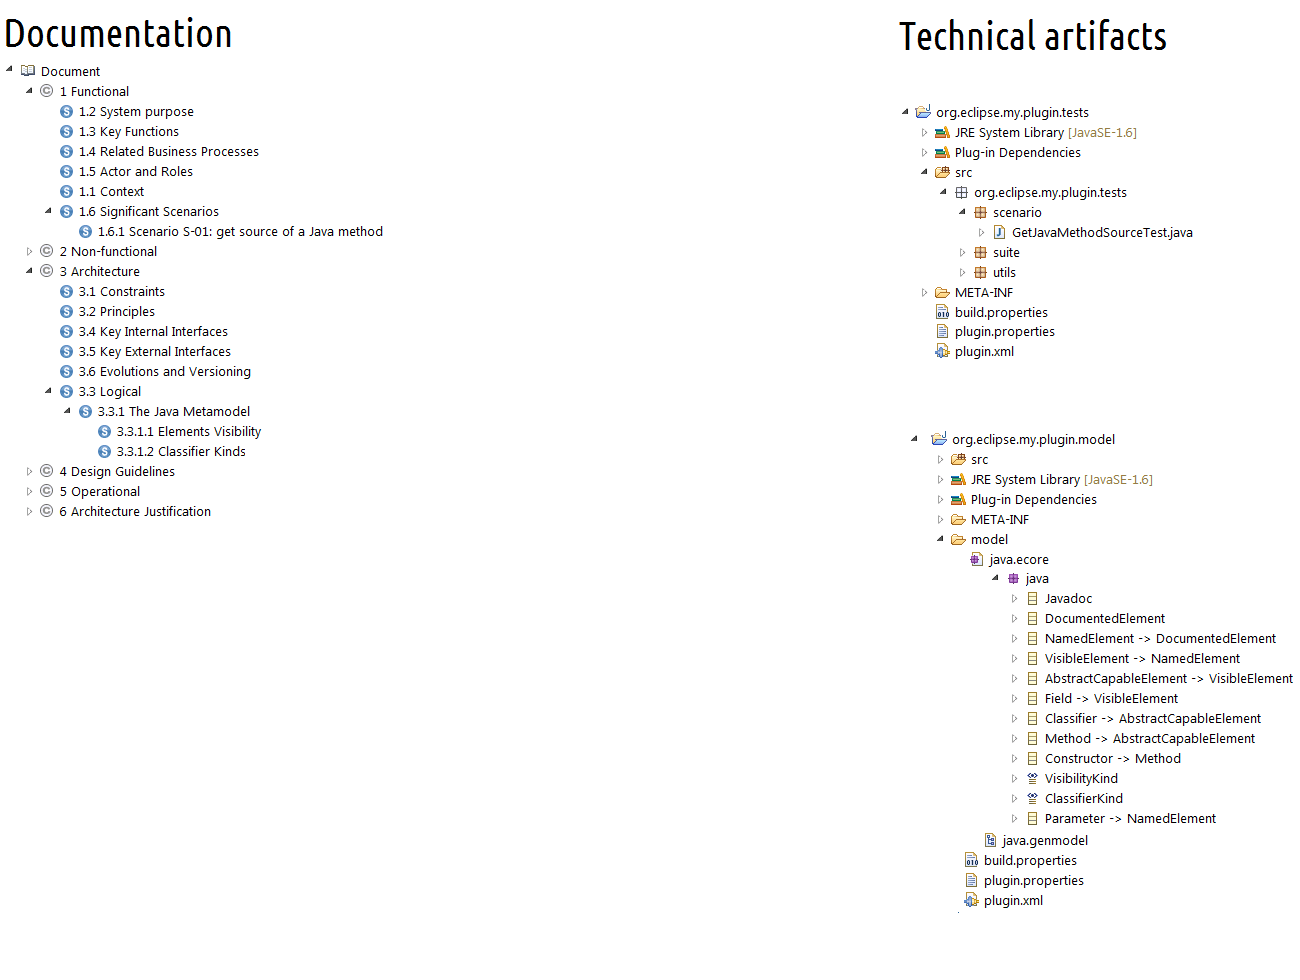 Documentation
Document
1 Functional
1.2 System purpose
1.3 Key Functions
1.4 Related Business Processes
1.5 Actor and Roles
1.1 Context
1.6 Significant Scenarios
1.6.1 Scenario S-01: get source of a Java method
2 Non-functional
3 Architecture
3.1 Constraints
3.2 Principles
3.4 Key Internal Interfaces
3.5 Key External Interfaces
3.6 Evolutions and Versioning
3.3 Logical
3.3.1 The Java Metamodel
3.3.1.1 Elements Visibility
3.3.1.2 Classifier Kinds
4 Design Guidelines
5 Operational
6 Architecture Justification
Technical artifacts
org.eclipse.my.plugin.tests
JRE System Library [JavaSE-1.6]
Plug-in Dependencies
src
org.eclipse.my.plugin.tests
scenario
GetJavaMethodSourceTest.java
suite
utils
META-INF
build.properties
plugin.properties
plugin.xml
org.eclipse.my.plugin.model
src
JRE System Library [JavaSE-1.6]
Plug-in Dependencies
META-INF
model
java.ecore
java
Javadoc
DocumentedElement
NamedElement -> DocumentedElement
VisibleElement -> NamedElement
AbstractCapableElement -> VisibleElement
Field -> VisibleElement
Classifier -> AbstractCapableElement
Method -> AbstractCapableElement
Constructor -> Method
VisibilityKind
ClassifierKind
Parameter -> NamedElement
java.genmodel
build.properties
plugin.properties
plugin.xml